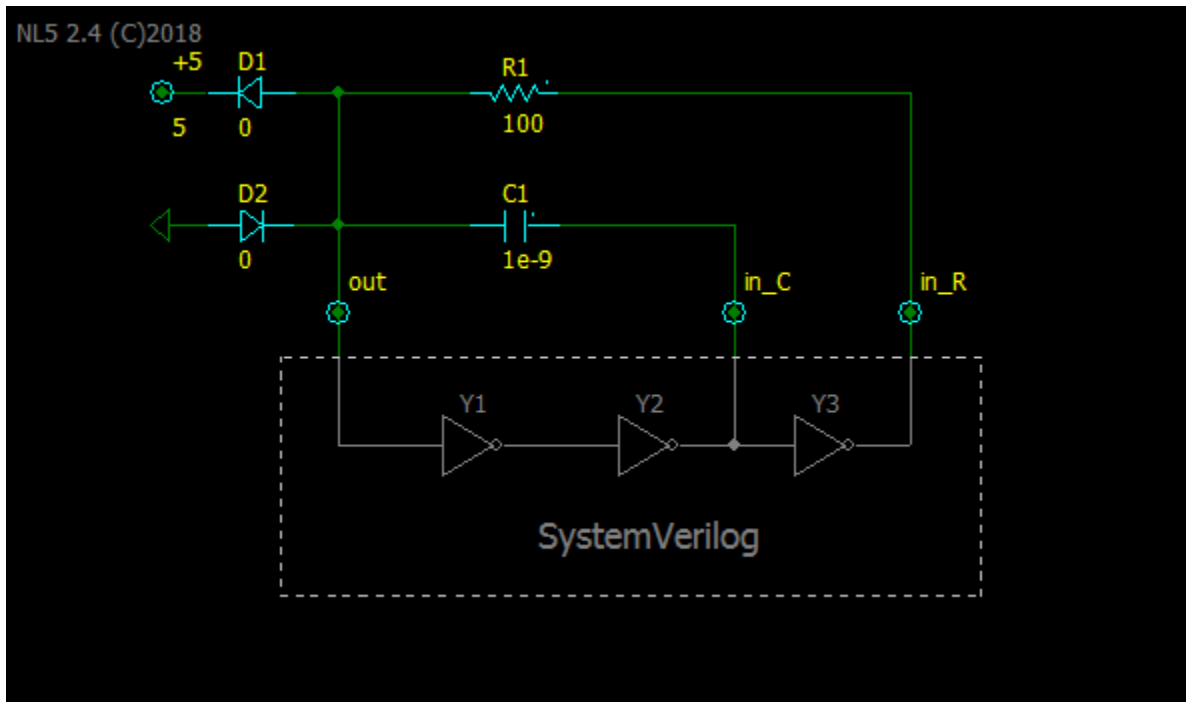 NL5 2.4 (C)2018
+5 D1 R1
5 0 100
D2 C1
0 1e-9
out in_C in_R
Y1 Y2 Y3
SystemVerilog